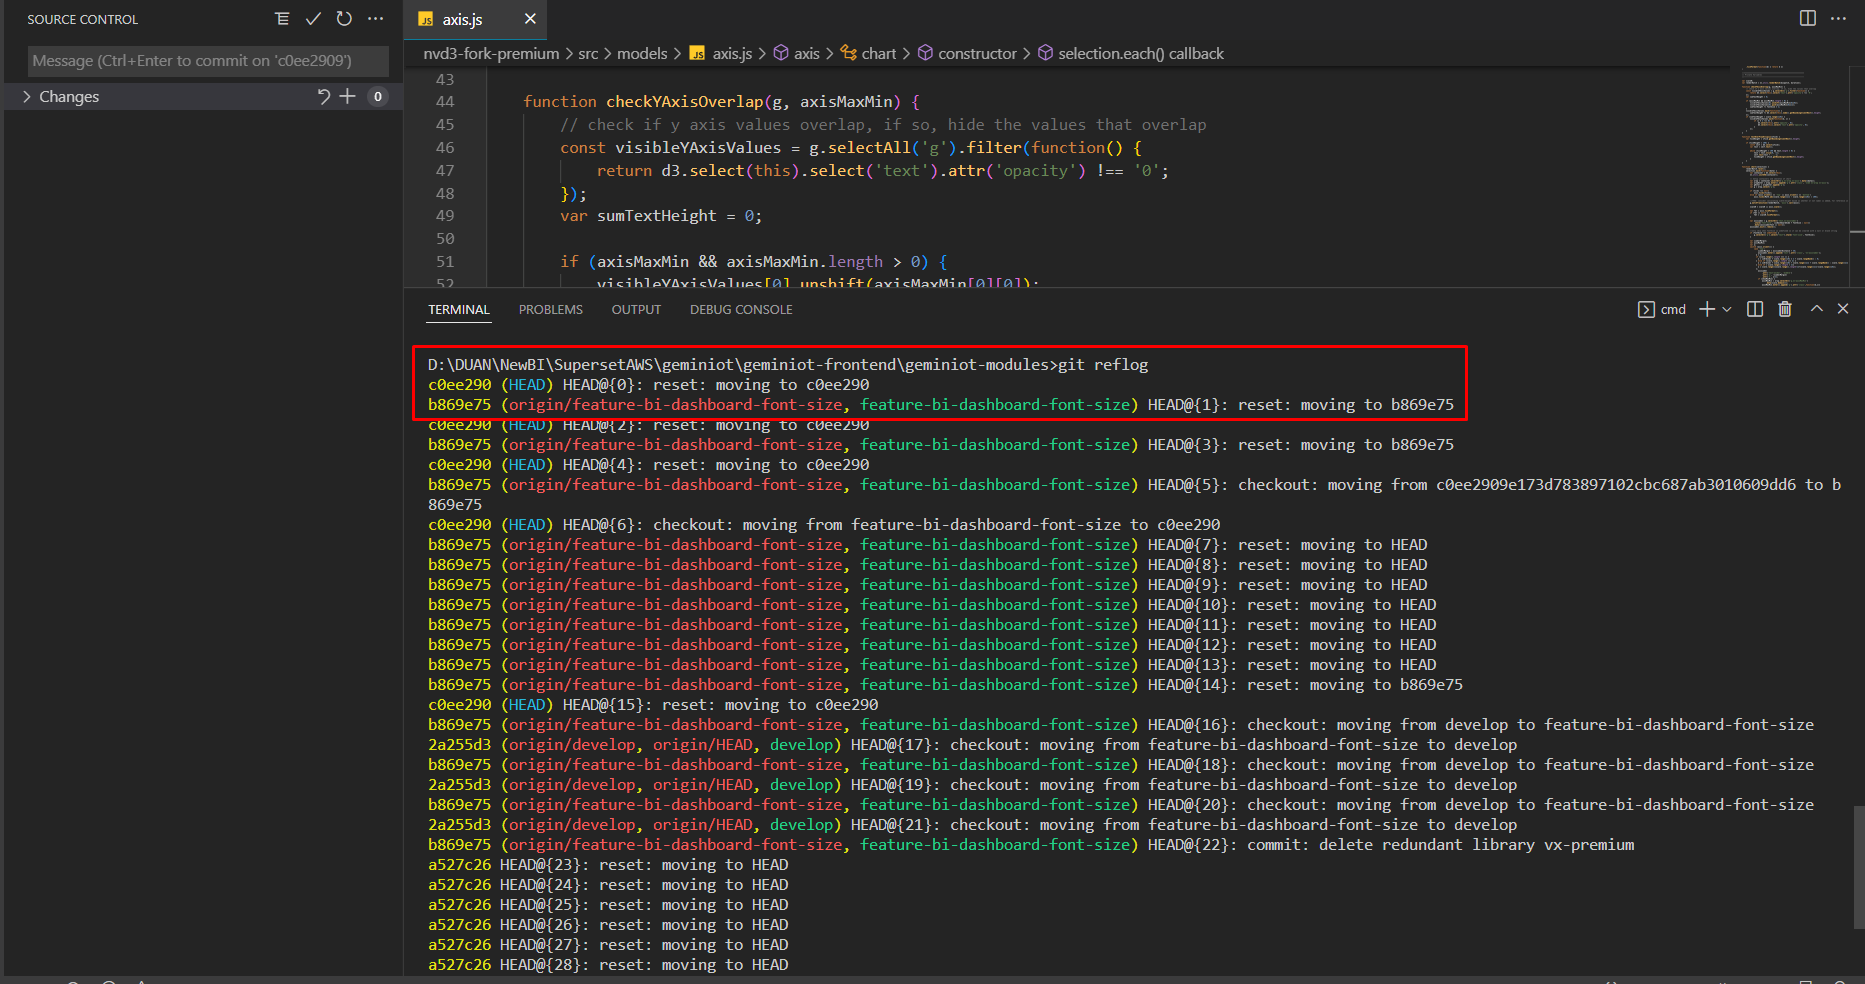 SOURCE CONTROL
axis.js
Message (Ctrl+Enter to commit on 'c0ee2909')
Changes
0
nvd3-fork-premium > src > models > axis.js > axis > chart > constructor > selection.each() callback
43
44 function checkYAxisOverlap(g, axisMaxMin) {
45 // check if y axis values overlap, if so, hide the values that overlap
46 const visibleYAxisValues = g.selectAll('g').filter(function() {
47 return d3.select(this).select('text').attr('opacity') !== '0';
48 });
49 var sumTextHeight = 0;
50
51 if (axisMaxMin && axisMaxMin.length > 0) {
52 visibleYAxisValues[0].unshift(axisMaxMin[0][0]);
TERMINAL PROBLEMS OUTPUT DEBUG CONSOLE
cmd
D:\DUAN\NewBI\SupersetAWS\geminiot\geminiot-frontend\geminiot-modules>git reflog
c0ee290 (HEAD) HEAD@{0}: reset: moving to c0ee290
b869e75 (origin/feature-bi-dashboard-font-size, feature-bi-dashboard-font-size) HEAD@{1}: reset: moving to b869e75
c0ee290 (HEAD) HEAD@{2}: reset: moving to c0ee290
b869e75 (origin/feature-bi-dashboard-font-size, feature-bi-dashboard-font-size) HEAD@{3}: reset: moving to b869e75
c0ee290 (HEAD) HEAD@{4}: reset: moving to c0ee290
b869e75 (origin/feature-bi-dashboard-font-size, feature-bi-dashboard-font-size) HEAD@{5}: checkout: moving from c0ee2909e173d783897102cbc687ab3010609dd6 to b
869e75
c0ee290 (HEAD) HEAD@{6}: checkout: moving from feature-bi-dashboard-font-size to c0ee290
b869e75 (origin/feature-bi-dashboard-font-size, feature-bi-dashboard-font-size) HEAD@{7}: reset: moving to HEAD
b869e75 (origin/feature-bi-dashboard-font-size, feature-bi-dashboard-font-size) HEAD@{8}: reset: moving to HEAD
b869e75 (origin/feature-bi-dashboard-font-size, feature-bi-dashboard-font-size) HEAD@{9}: reset: moving to HEAD
b869e75 (origin/feature-bi-dashboard-font-size, feature-bi-dashboard-font-size) HEAD@{10}: reset: moving to HEAD
b869e75 (origin/feature-bi-dashboard-font-size, feature-bi-dashboard-font-size) HEAD@{11}: reset: moving to HEAD
b869e75 (origin/feature-bi-dashboard-font-size, feature-bi-dashboard-font-size) HEAD@{12}: reset: moving to HEAD
b869e75 (origin/feature-bi-dashboard-font-size, feature-bi-dashboard-font-size) HEAD@{13}: reset: moving to HEAD
b869e75 (origin/feature-bi-dashboard-font-size, feature-bi-dashboard-font-size) HEAD@{14}: reset: moving to b869e75
c0ee290 (HEAD) HEAD@{15}: reset: moving to c0ee290
b869e75 (origin/feature-bi-dashboard-font-size, feature-bi-dashboard-font-size) HEAD@{16}: checkout: moving from develop to feature-bi-dashboard-font-size
2a255d3 (origin/develop, origin/HEAD, develop) HEAD@{17}: checkout: moving from feature-bi-dashboard-font-size to develop
b869e75 (origin/feature-bi-dashboard-font-size, feature-bi-dashboard-font-size) HEAD@{18}: checkout: moving from develop to feature-bi-dashboard-font-size
2a255d3 (origin/develop, origin/HEAD, develop) HEAD@{19}: checkout: moving from feature-bi-dashboard-font-size to develop
b869e75 (origin/feature-bi-dashboard-font-size, feature-bi-dashboard-font-size) HEAD@{20}: checkout: moving from develop to feature-bi-dashboard-font-size
2a255d3 (origin/develop, origin/HEAD, develop) HEAD@{21}: checkout: moving from feature-bi-dashboard-font-size to develop
b869e75 (origin/feature-bi-dashboard-font-size, feature-bi-dashboard-font-size) HEAD@{22}: commit: delete redundant library vx-premium
a527c26 HEAD@{23}: reset: moving to HEAD
a527c26 HEAD@{24}: reset: moving to HEAD
a527c26 HEAD@{25}: reset: moving to HEAD
a527c26 HEAD@{26}: reset: moving to HEAD
a527c26 HEAD@{27}: reset: moving to HEAD
a527c26 HEAD@{28}: reset: moving to HEAD